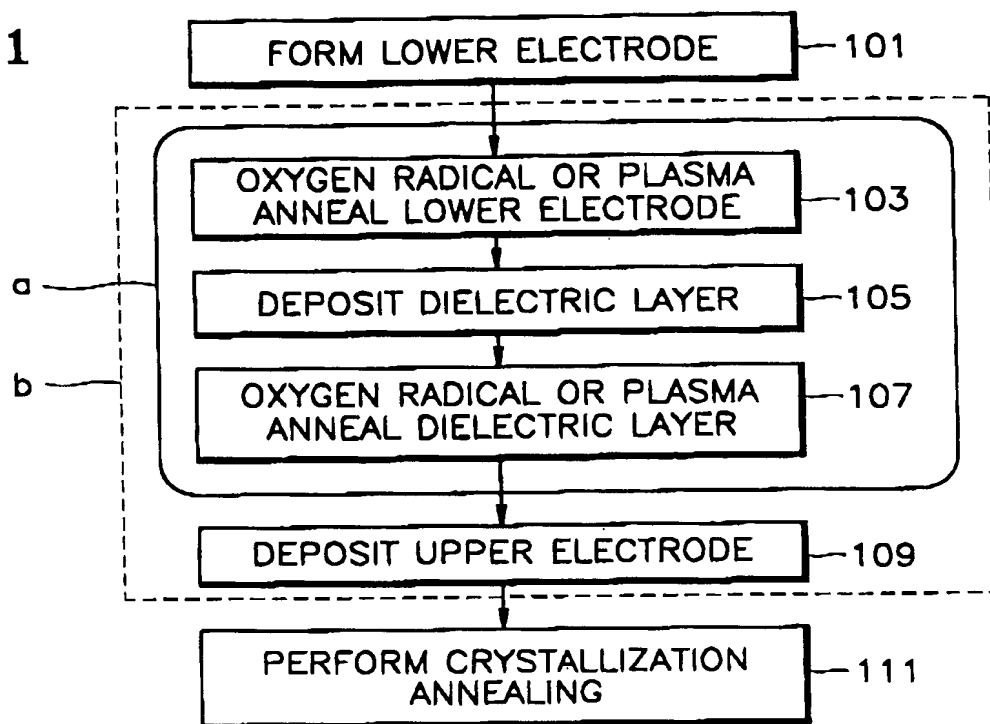 1
FORM LOWER ELECTRODE
101
OXYGEN RADICAL OR PLASMA
ANNEAL LOWER ELECTRODE
103
a
DEPOSIT DIELECTRIC LAYER
105
b
OXYGEN RADICAL OR PLASMA
ANNEAL DIELECTRIC LAYER
107
DEPOSIT UPPER ELECTRODE
109
PERFORM CRYSTALLIZATION
ANNEALING
111